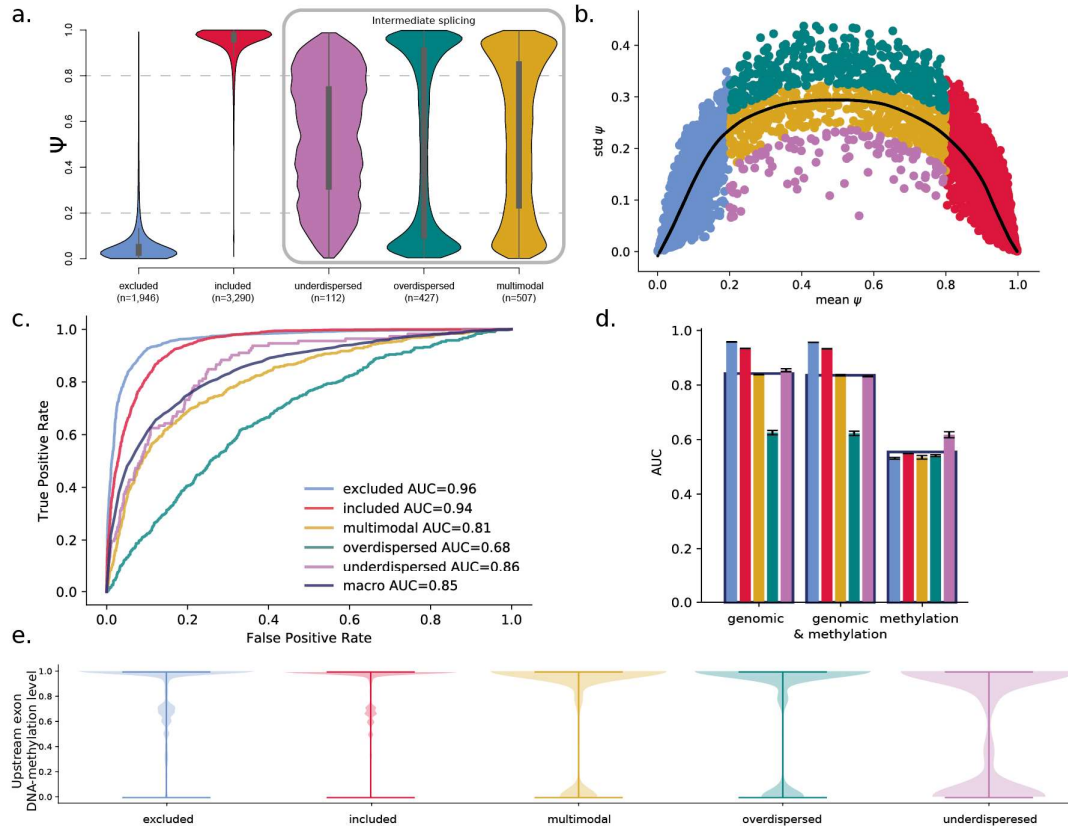 a.
Intermediate splicing
Ψ
1.0
0.8
0.6
0.4
0.2
0.0
excluded
(n=1,946)
included
(n=3,290)
underdispersed
(n=112)
overdispersed
(n=427)
multimodal
(n=507)
b.
std ψ
0.4
0.3
0.2
0.1
0.0
0.0 0.2 0.4 0.6 0.8 1.0
mean ψ
c.
True Positive Rate
1.0
0.8
0.6
0.4
0.2
0.0
excluded AUC=0.96
included AUC=0.94
multimodal AUC=0.81
overdispersed AUC=0.68
underdispersed AUC=0.86
macro AUC=0.85
0.0 0.2 0.4 0.6 0.8 1.0
False Positive Rate
d.
AUC
1.0
0.8
0.6
0.4
0.2
0.0
genomic
genomic
& methylation
methylation
e.
Upstream exon
DNA-methylation level
1.0
0.8
0.6
0.4
0.2
0.0
excluded
included
multimodal
overdispersed
underdisperesed